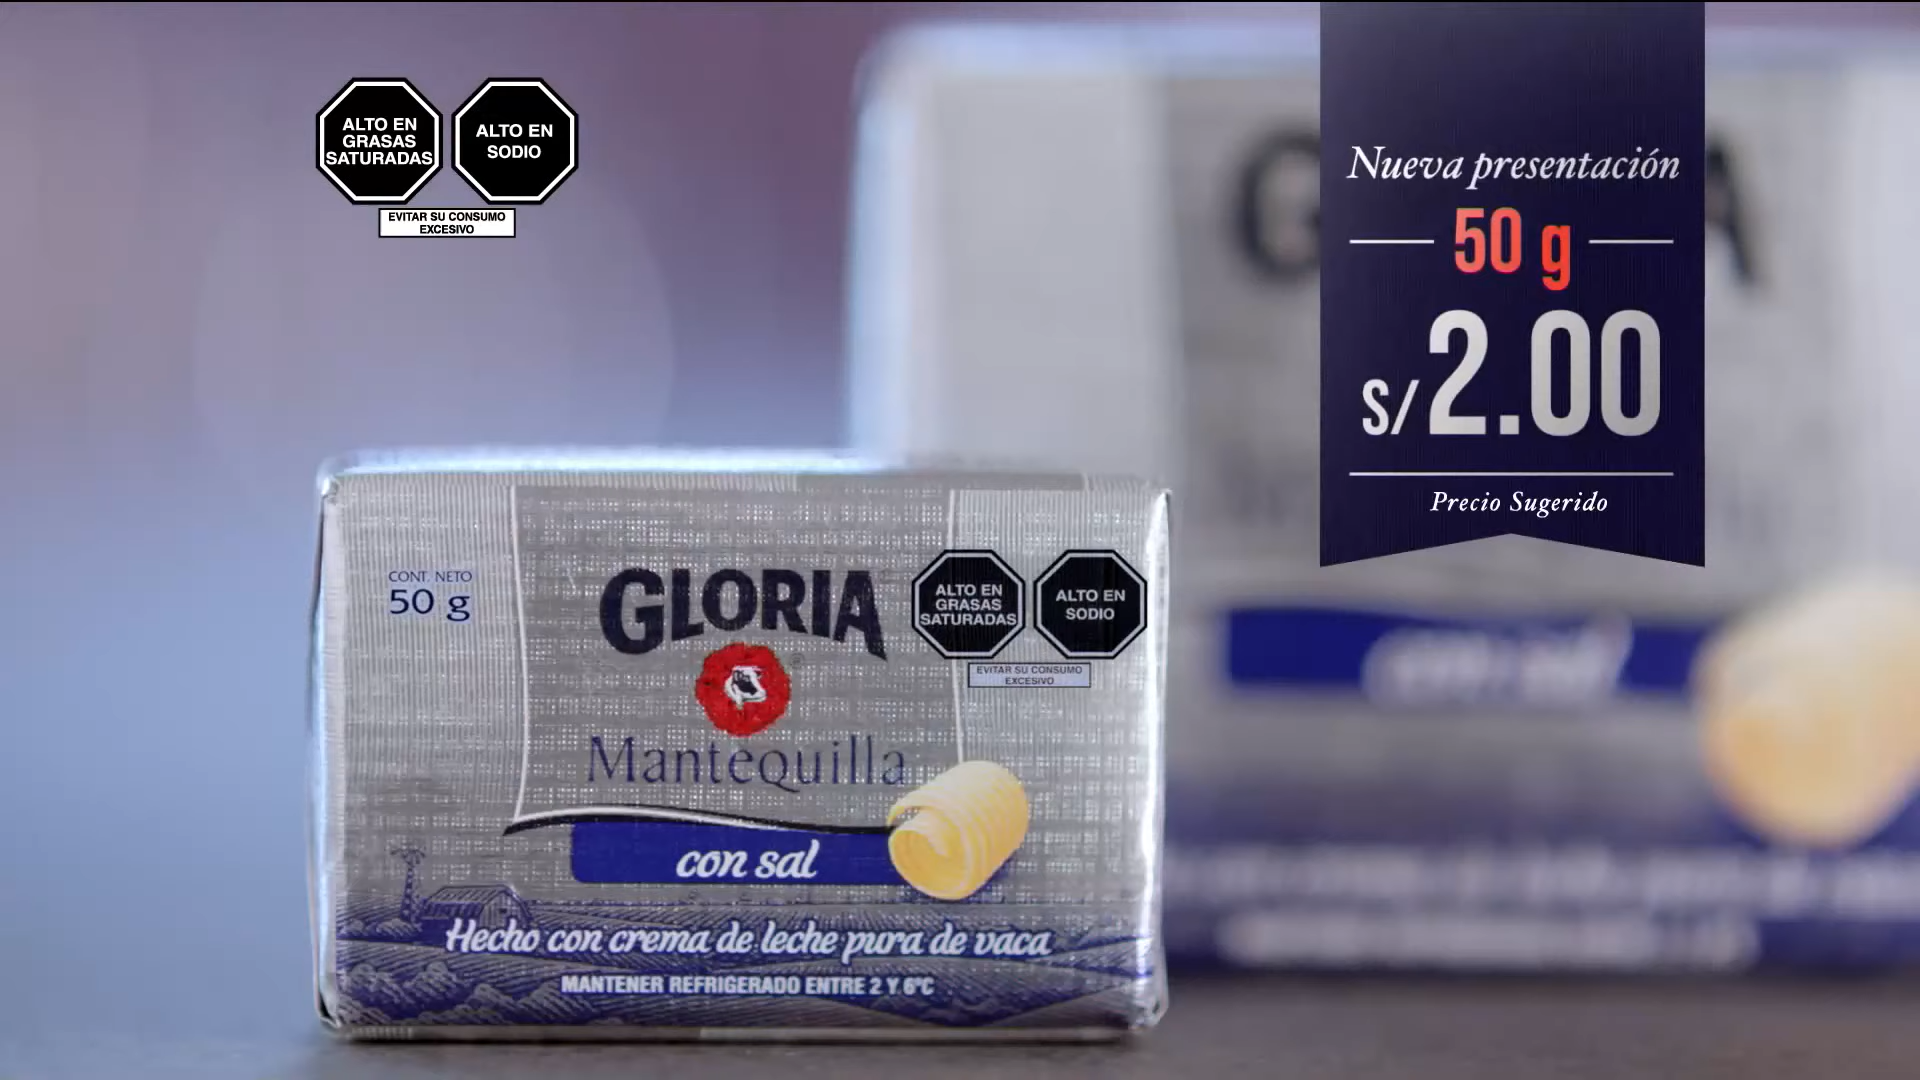 ALTO EN
GRASAS
SATURADAS
ALTO EN
SODIO
EVITAR SU CONSUMO
EXCESIVO
Nueva presentación
50 g
S/2.00
Precio Sugerido
CONT. NETO
50 g
GLORIA
®
Mantequilla
con sal
Hecho con crema de leche pura de vaca
MANTENER REFRIGERADO ENTRE 2 Y 6°C
ALTO EN
GRASAS
SATURADAS
ALTO EN
SODIO
EVITAR SU CONSUMO
EXCESIVO
con sal